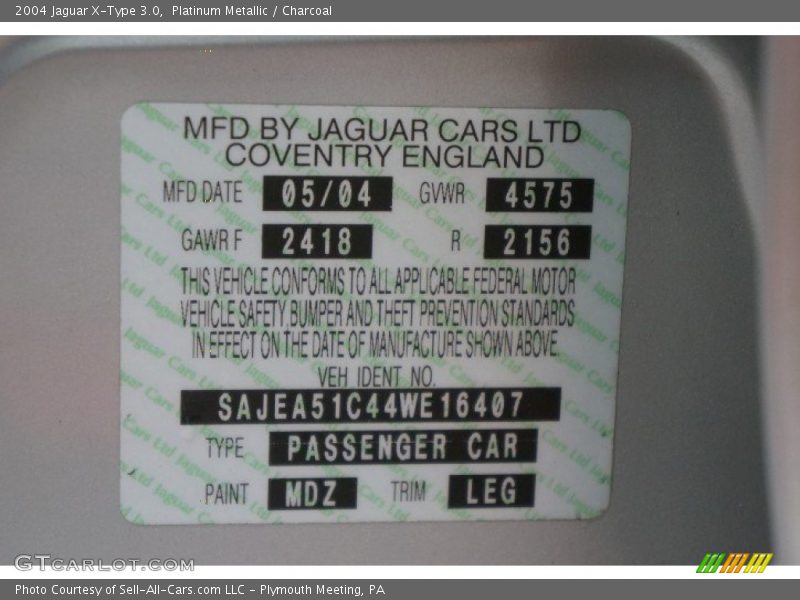 2004 Jaguar X-Type 3.0, Platinum Metallic / Charcoal
MFD BY JAGUAR CARS LTD
COVENTRY ENGLAND
MFD DATE 05/04 GVWR 4575
GAWR F 2418 R 2156
THIS VEHICLE CONFORMS TO ALL APPLICABLE FEDERAL MOTOR
VEHICLE SAFETY BUMPER AND THEFT PREVENTION STANDARDS
IN EFFECT ON THE DATE OF MANUFACTURE SHOWN ABOVE.
VEH IDENT NO.
SAJEA51C44WE16407
TYPE PASSENGER CAR
PAINT MDZ TRIM LEG
GTcarlot.com
Photo Courtesy of Sell-All-Cars.com LLC - Plymouth Meeting, PA